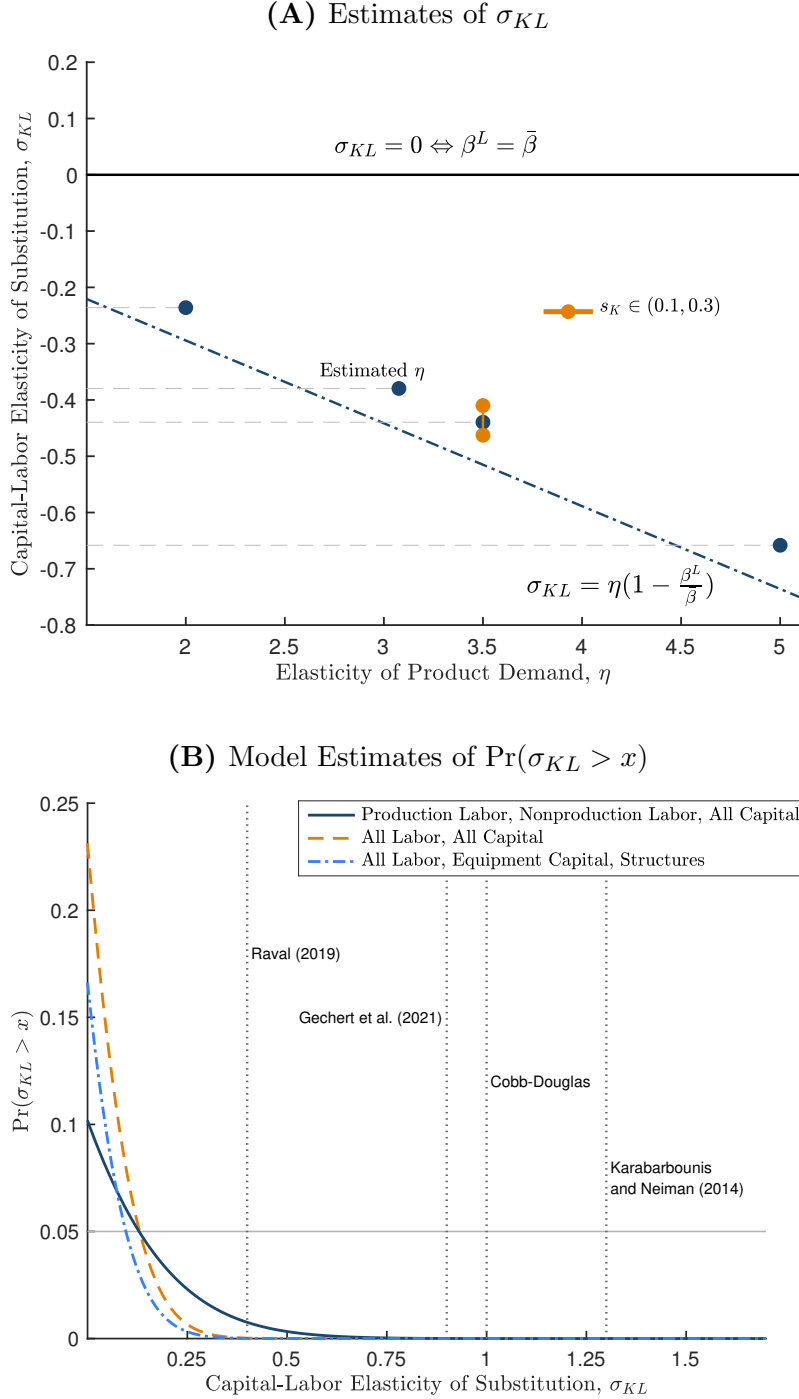 (A) Estimates of σ_KL
0.2
0.1
0
-0.1
-0.2
-0.3
-0.4
-0.5
-0.6
-0.7
-0.8
Capital-Labor Elasticity of Substitution, σ_KL
σ_KL = 0 ⇔ β^L = β̄
s_K ∈ (0.1, 0.3)
Estimated η
σ_KL = η(1 − β^L/β̄)
2 2.5 3 3.5 4 4.5 5
Elasticity of Product Demand, η
(B) Model Estimates of Pr(σ_KL > x)
0.25
0.2
0.15
0.1
0.05
0
Pr(σ_KL > x)
Production Labor, Nonproduction Labor, All Capital
All Labor, All Capital
All Labor, Equipment Capital, Structures
Raval (2019)
Gechert et al. (2021)
Cobb-Douglas
Karabarbounis
and Neiman (2014)
0.25 0.5 0.75 1 1.25 1.5
Capital-Labor Elasticity of Substitution, σ_KL